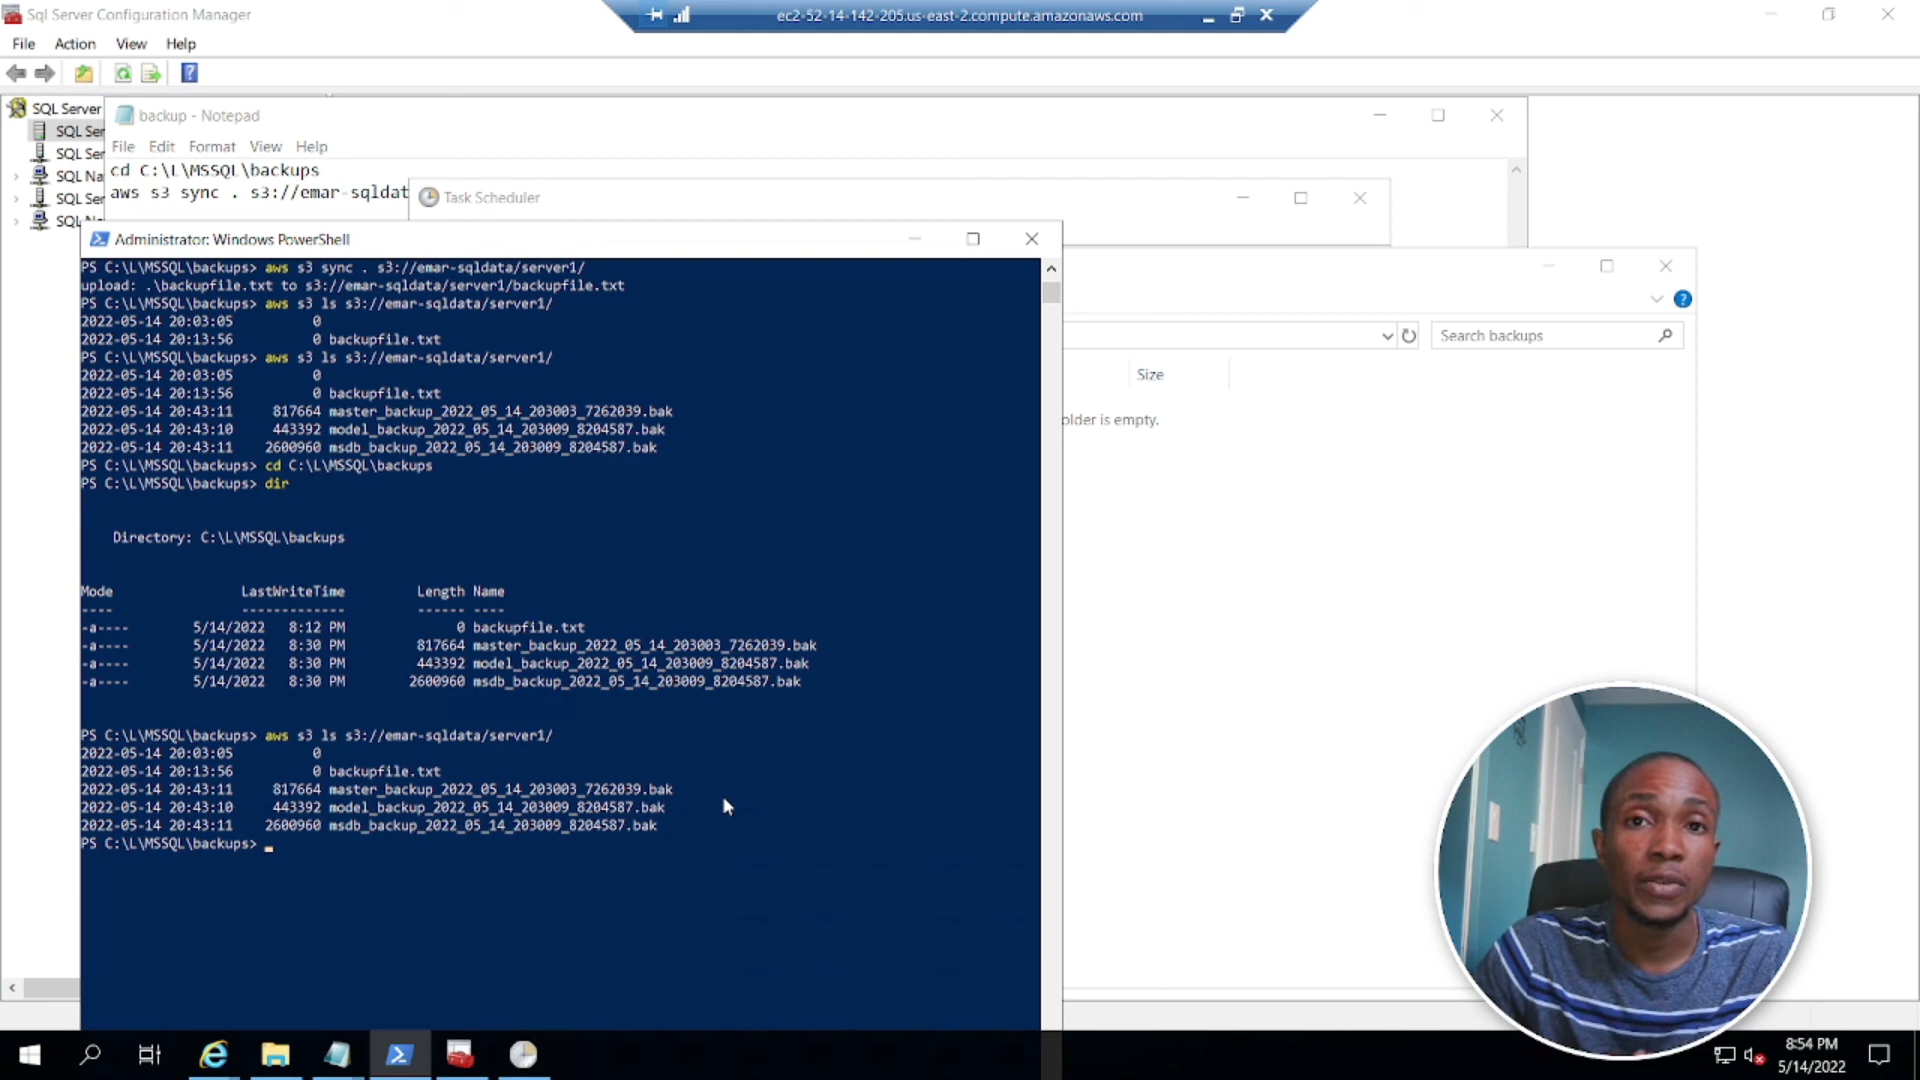 Sql Server Configuration Manager
ec2-52-14-142-205.us-east-2.compute.amazonaws.com
File Action View Help
SQL Server
SQL Ser
SQL Ser
SQL Na
SQL Ser
SQL
backup - Notepad
File Edit Format View Help
cd C:\L\MSSQL\backups
aws s3 sync . s3://emar-sqldat
Task Scheduler
Administrator: Windows PowerShell
PS C:\L\MSSQL\backups> aws s3 sync . s3://emar-sqldata/server1/
upload: .\backupfile.txt to s3://emar-sqldata/server1/backupfile.txt
PS C:\L\MSSQL\backups> aws s3 ls s3://emar-sqldata/server1/
2022-05-14 20:03:05 0
2022-05-14 20:13:56 0 backupfile.txt
PS C:\L\MSSQL\backups> aws s3 ls s3://emar-sqldata/server1/
2022-05-14 20:03:05 0
2022-05-14 20:13:56 0 backupfile.txt
2022-05-14 20:43:11 817664 master_backup_2022_05_14_203003_7262039.bak
2022-05-14 20:43:10 443392 model_backup_2022_05_14_203009_8204587.bak
2022-05-14 20:43:11 2600960 msdb_backup_2022_05_14_203009_8204587.bak
PS C:\L\MSSQL\backups> cd C:\L\MSSQL\backups
PS C:\L\MSSQL\backups> dir
Directory: C:\L\MSSQL\backups
Mode LastWriteTime Length Name
---- ------------- ------ ----
-a---- 5/14/2022 8:12 PM 0 backupfile.txt
-a---- 5/14/2022 8:30 PM 817664 master_backup_2022_05_14_203003_7262039.bak
-a---- 5/14/2022 8:30 PM 443392 model_backup_2022_05_14_203009_8204587.bak
-a---- 5/14/2022 8:30 PM 2600960 msdb_backup_2022_05_14_203009_8204587.bak
PS C:\L\MSSQL\backups> aws s3 ls s3://emar-sqldata/server1/
2022-05-14 20:03:05 0
2022-05-14 20:13:56 0 backupfile.txt
2022-05-14 20:43:11 817664 master_backup_2022_05_14_203003_7262039.bak
2022-05-14 20:43:10 443392 model_backup_2022_05_14_203009_8204587.bak
2022-05-14 20:43:11 2600960 msdb_backup_2022_05_14_203009_8204587.bak
PS C:\L\MSSQL\backups>
Search backups
Size
older is empty.
8:54 PM
5/14/2022